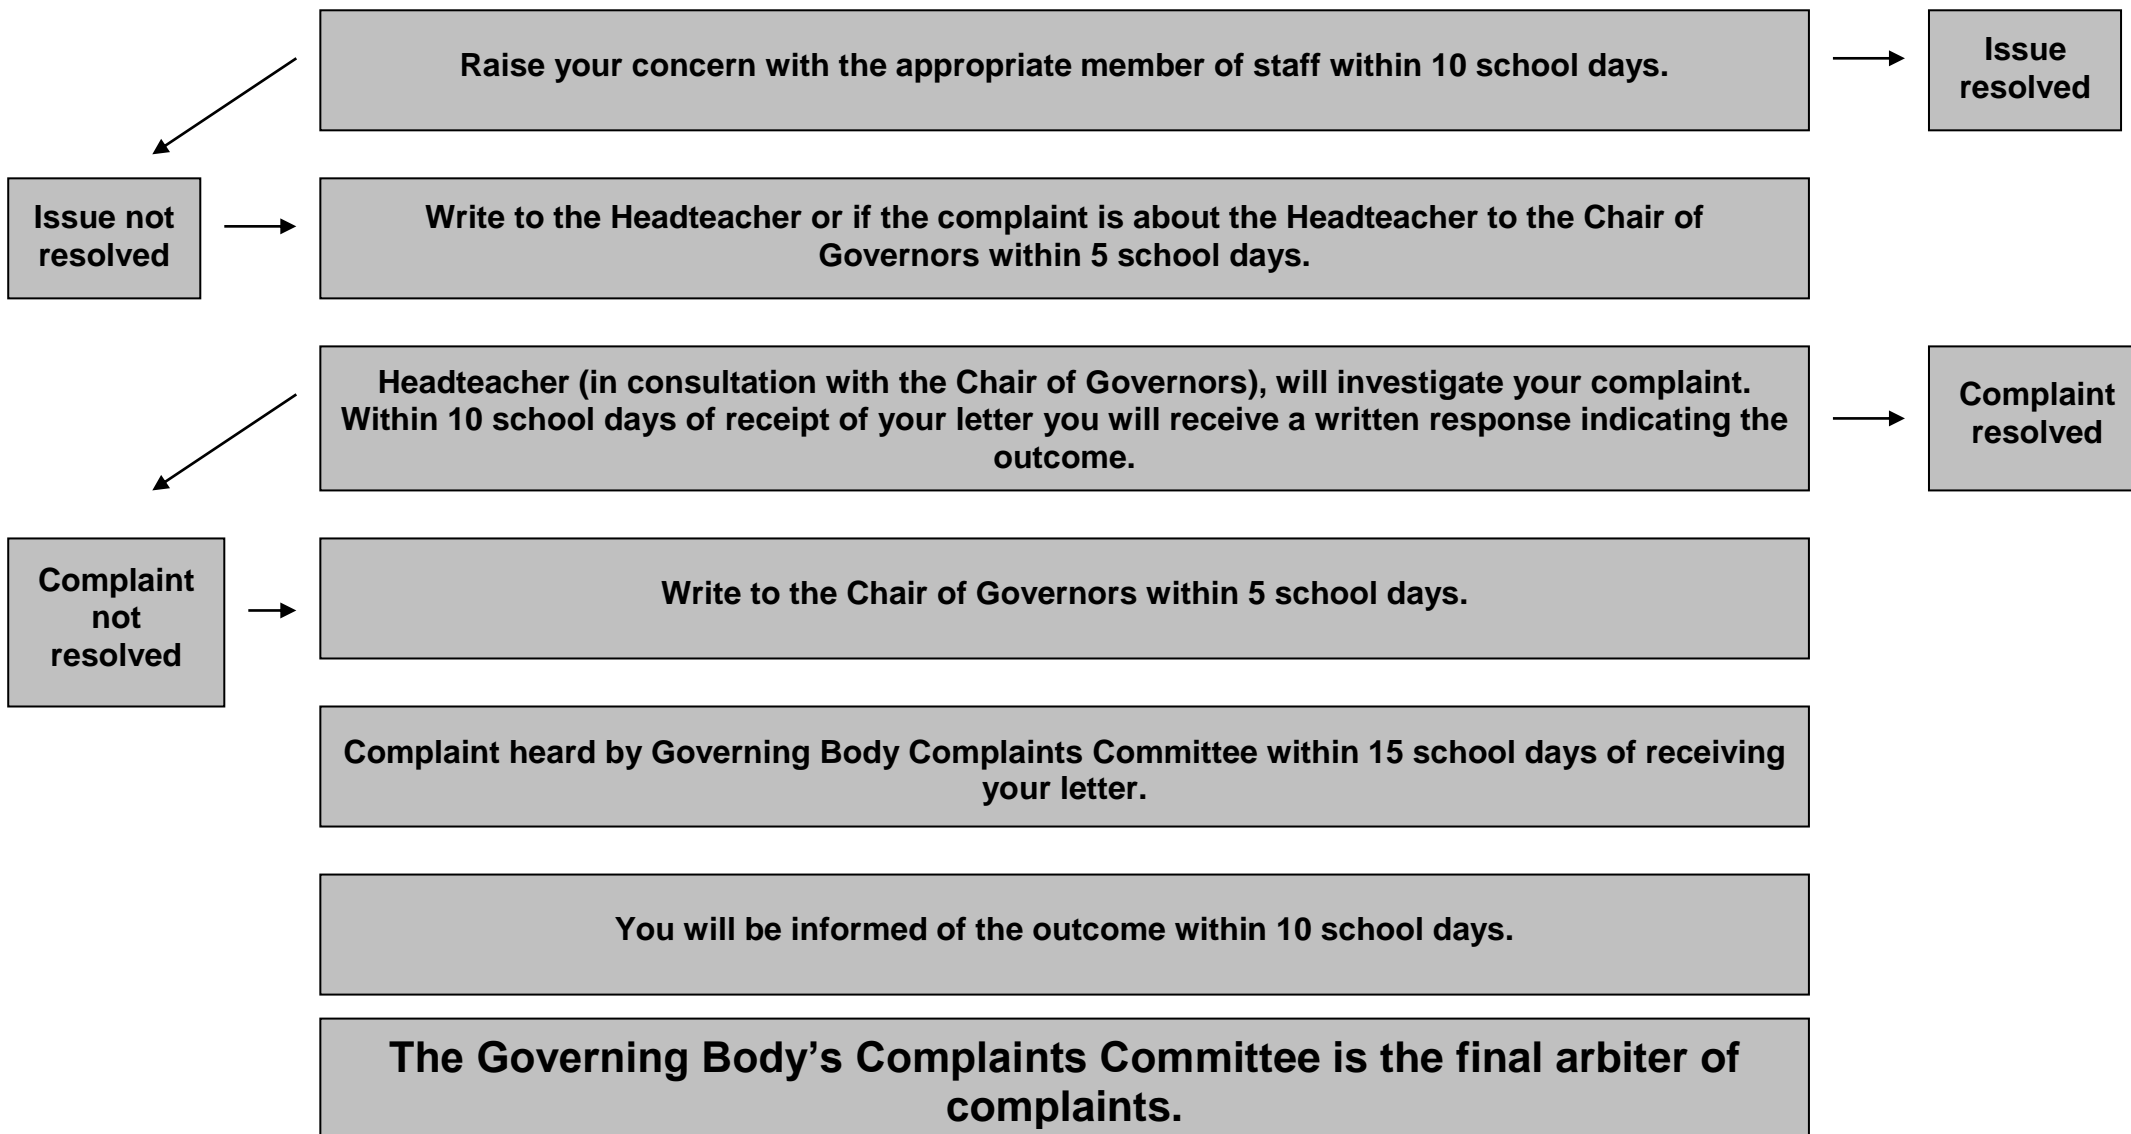 Raise your concern with the appropriate member of staff within 10 school days.
Issue
resolved
Issue not
resolved
Write to the Headteacher or if the complaint is about the Headteacher to the Chair of
Governors within 5 school days.
Headteacher (in consultation with the Chair of Governors), will investigate your complaint.
Within 10 school days of receipt of your letter you will receive a written response indicating the
outcome.
Complaint
resolved
Complaint
not
resolved
Write to the Chair of Governors within 5 school days.
Complaint heard by Governing Body Complaints Committee within 15 school days of receiving
your letter.
You will be informed of the outcome within 10 school days.
The Governing Body’s Complaints Committee is the final arbiter of
complaints.